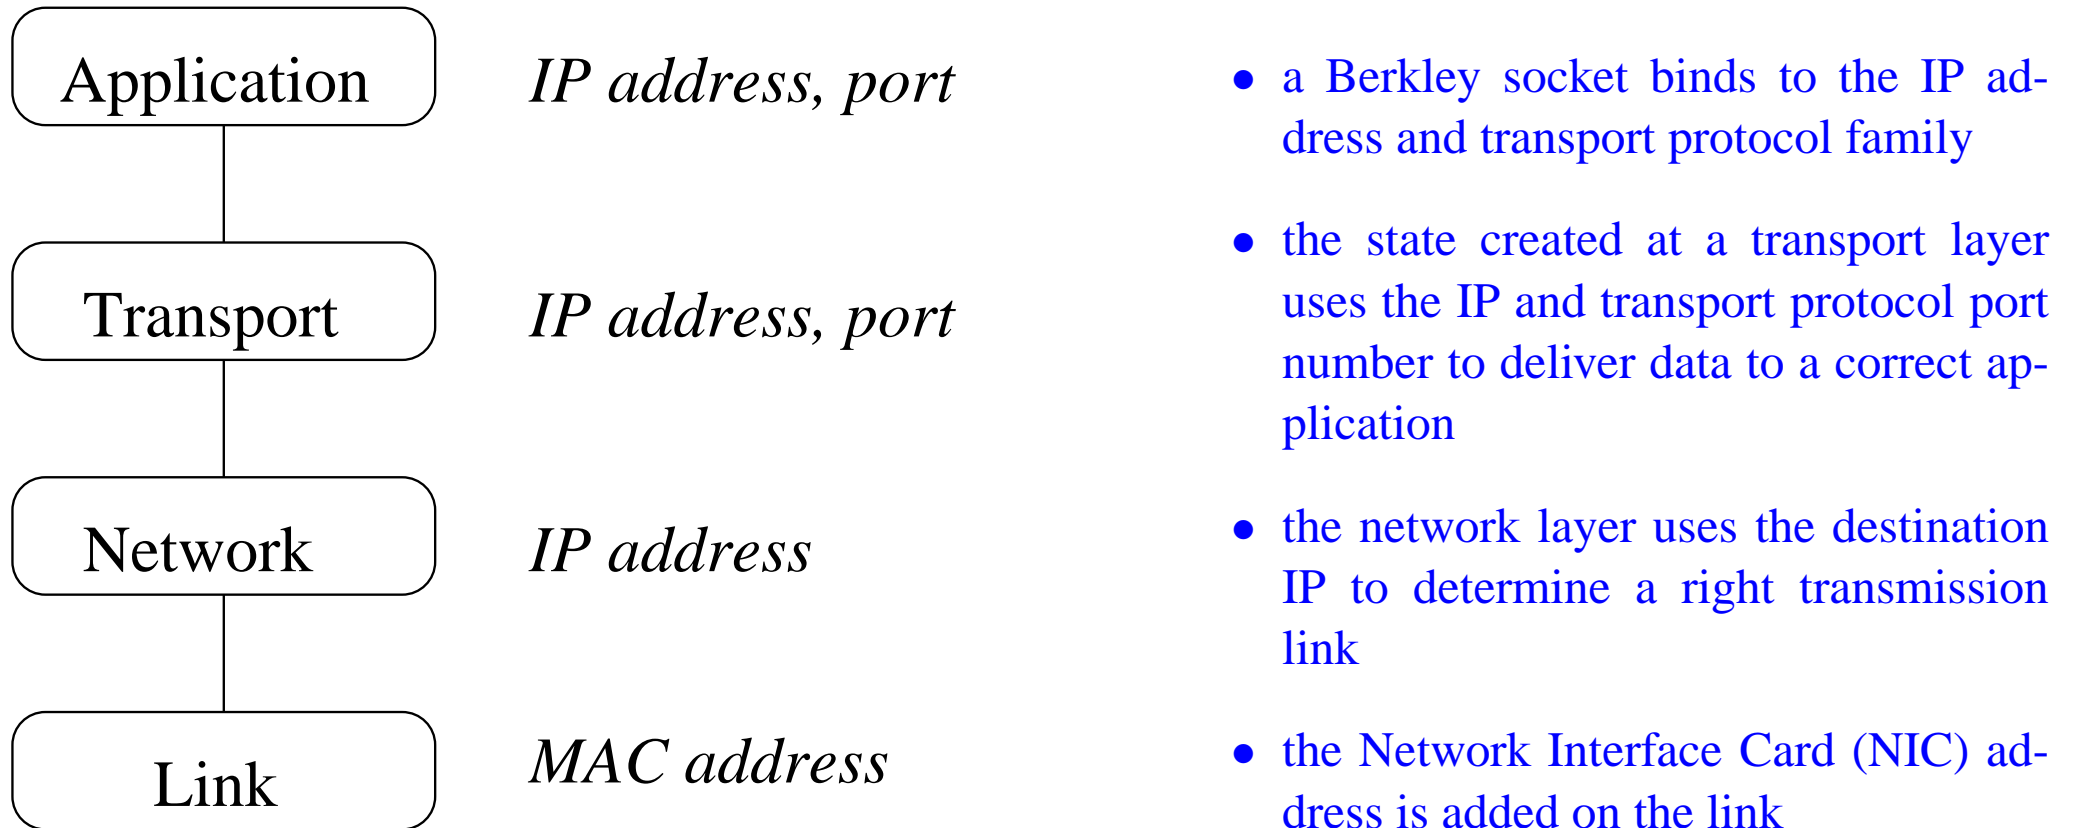 Application
IP address, port
Transport
IP address, port
Network
IP address
Link
MAC address
• a Berkley socket binds to the IP ad-
dress and transport protocol family
• the state created at a transport layer
uses the IP and transport protocol port
number to deliver data to a correct ap-
plication
• the network layer uses the destination
IP to determine a right transmission
link
• the Network Interface Card (NIC) ad-
dress is added on the link